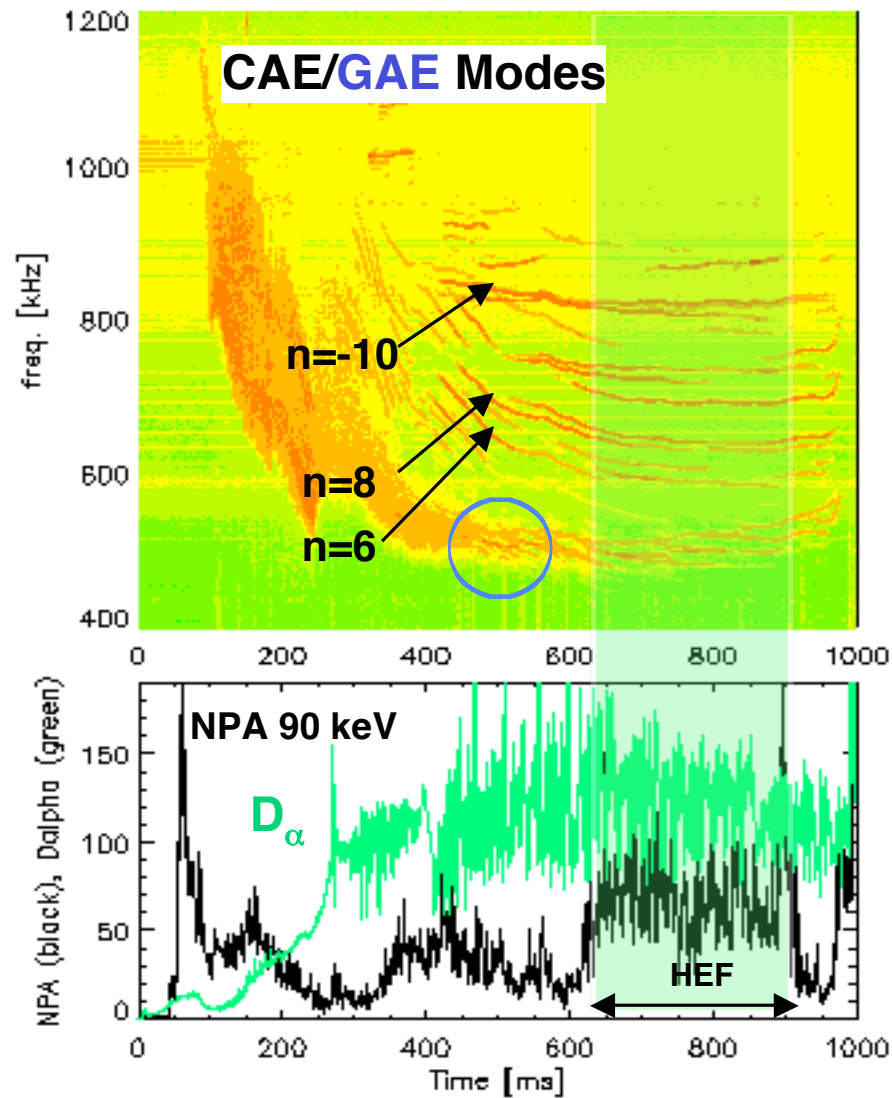 CAE/GAE Modes
freq. [kHz]
1200
1000
800
600
400
n=-10
n=8
n=6
0 200 400 600 800 1000
NPA (black), Dalpha (green)
150
100
50
0
NPA 90 keV
Dα
HEF
0 200 400 600 800 1000
Time [ms]